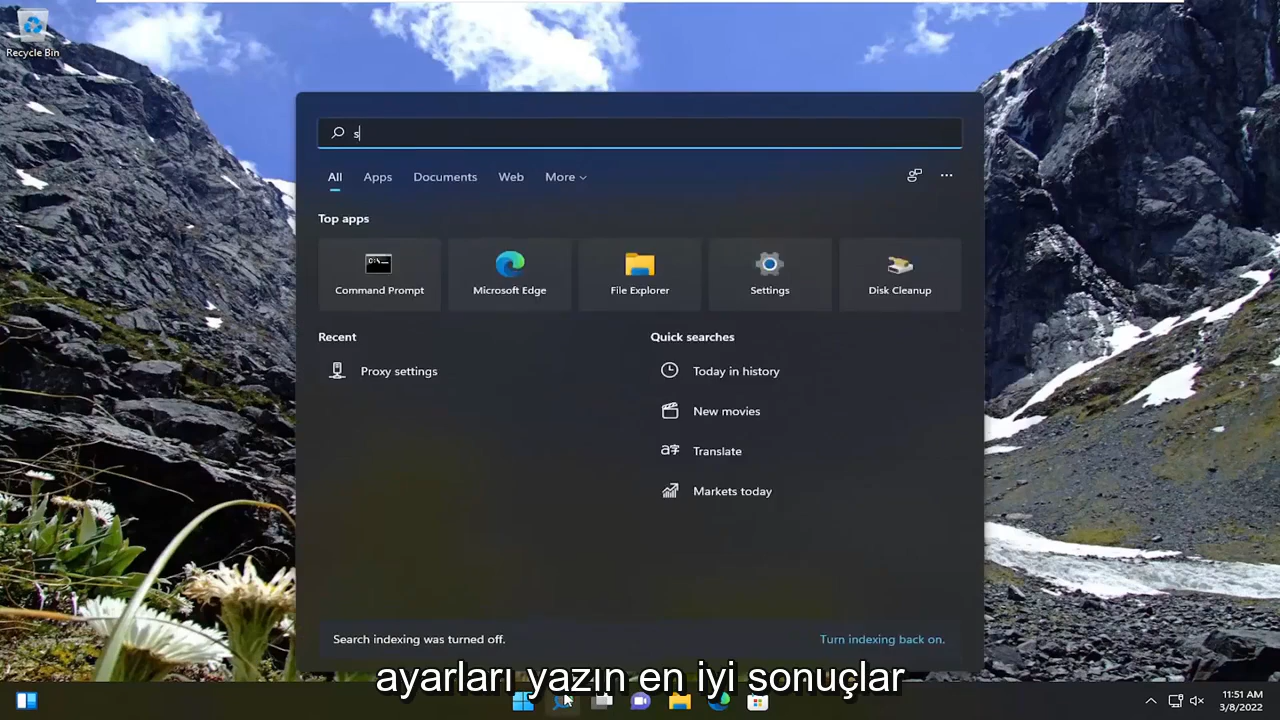 Recycle Bin
s
All Apps Documents Web More
Top apps
Command Prompt Microsoft Edge File Explorer Settings Disk Cleanup
Recent Quick searches
Proxy settings Today in history
New movies
Translate
Markets today
Search indexing was turned off. Turn indexing back on.
ayarları yazın en iyi sonuçlar
11:51 AM
3/8/2022